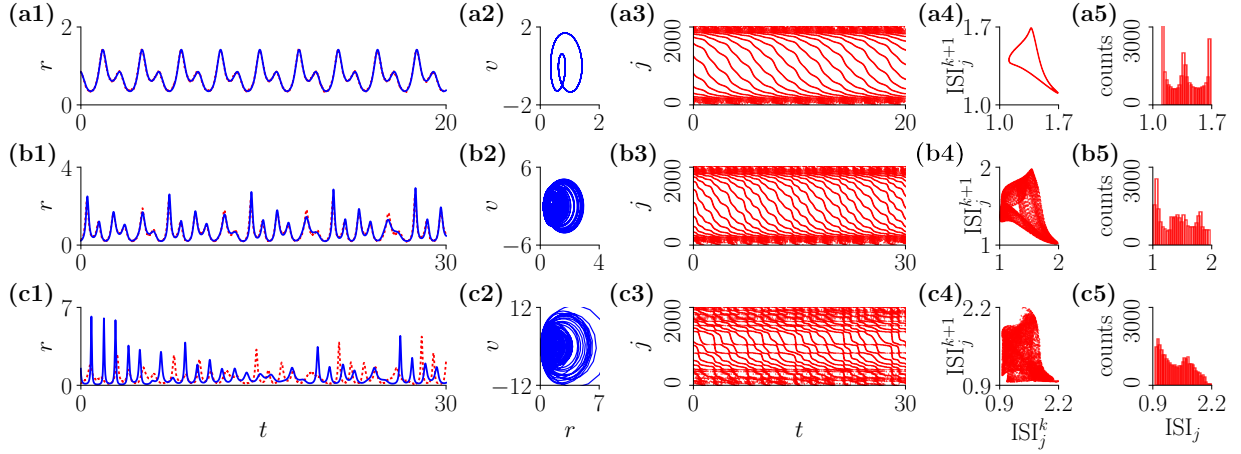 (a1) (a2) (a3) (a4) (a5)
2 r 0 0 20
2 v −2 0 2
2000 j 0 0 20
1.7 ISI_j^{k+1} 1.0 1.0 1.7
3000 counts 0 1.0 1.7
(b1) (b2) (b3) (b4) (b5)
4 r 0 0 30
6 v −6 0 4
2000 j 0 0 30
2 ISI_j^{k+1} 1 1 2
3000 counts 0 1 2
(c1) (c2) (c3) (c4) (c5)
7 r 0 0 30
12 v −12 0 7
2000 j 0 0 30
2.2 ISI_j^{k+1} 0.9 0.9 2.2
3000 counts 0 0.9 2.2
t r t ISI_j^k ISI_j